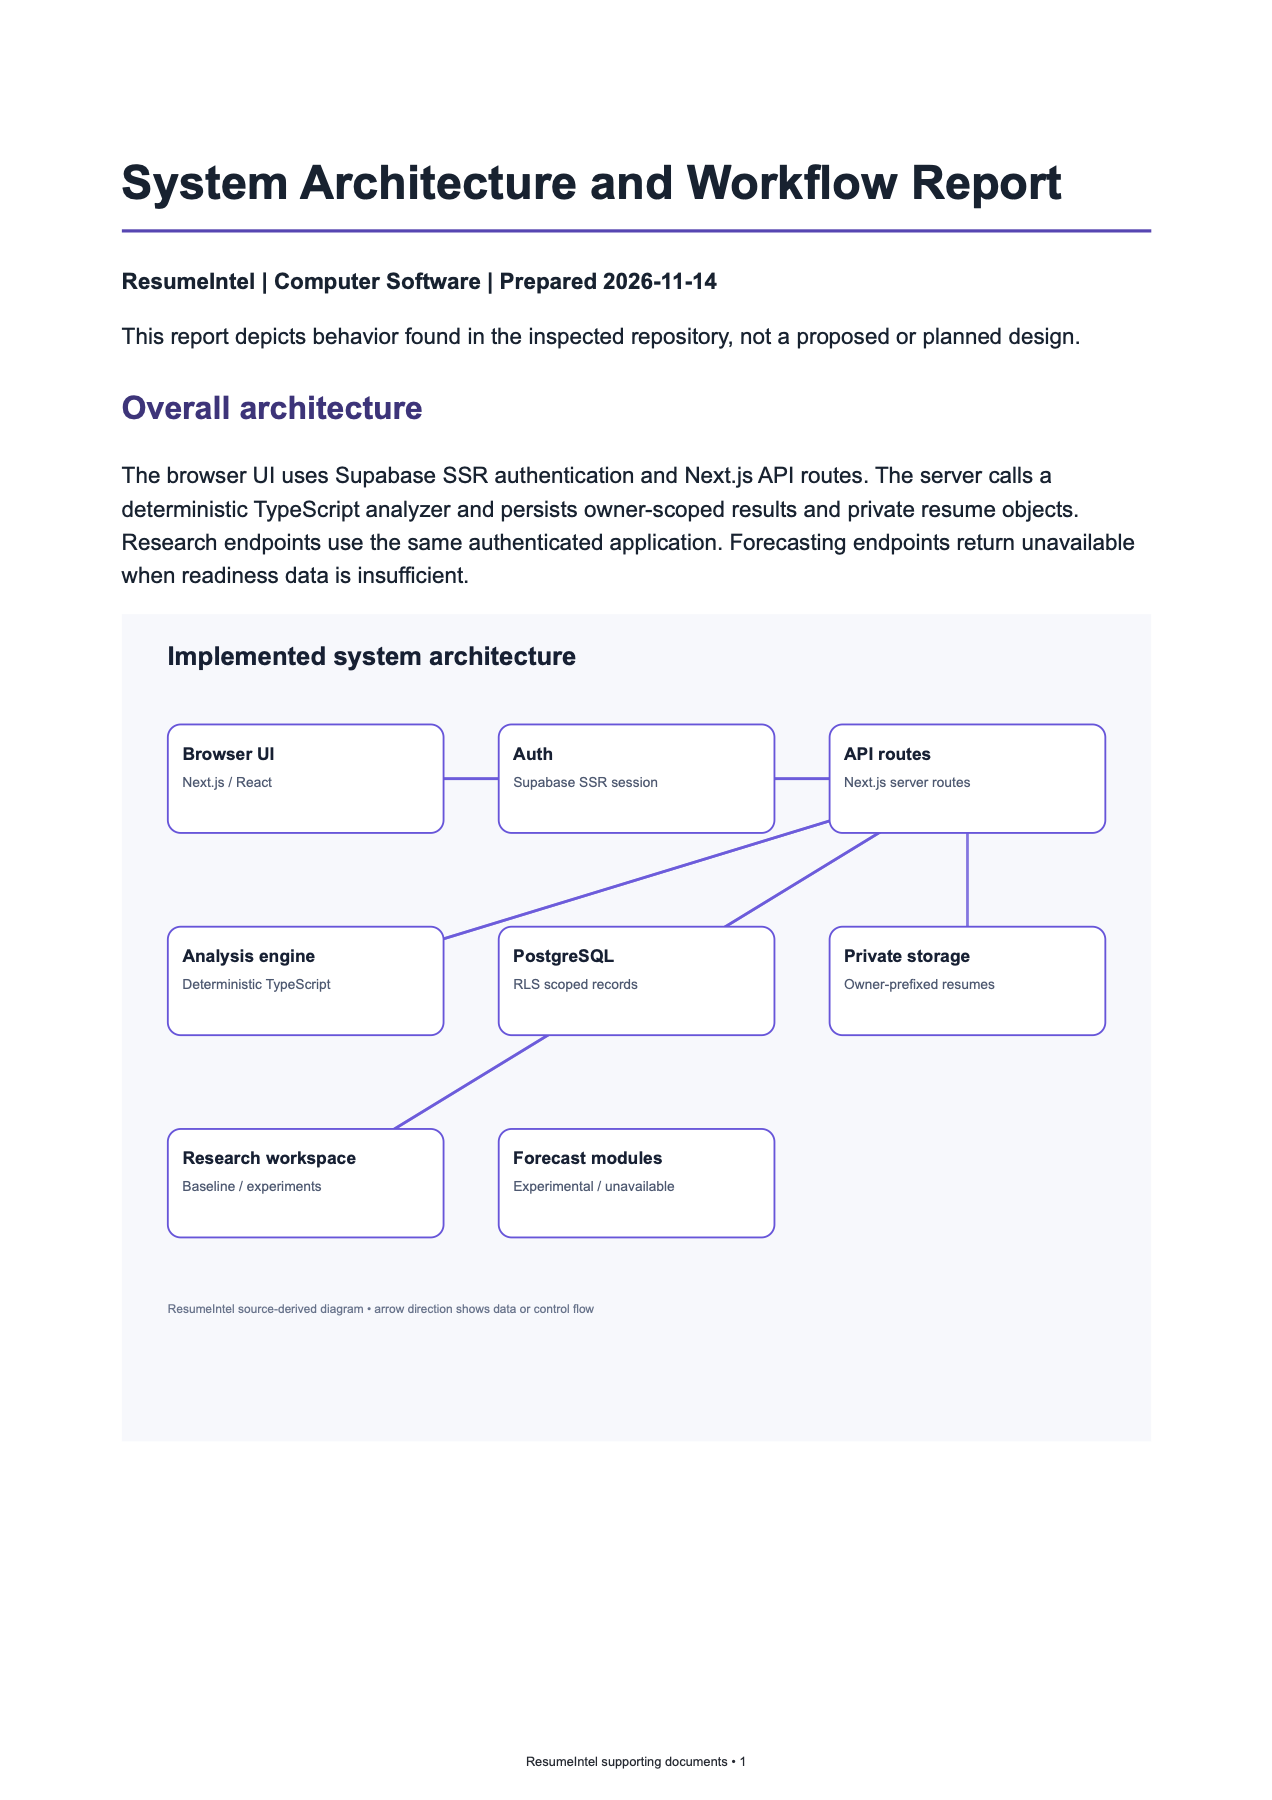 System Architecture and Workflow Report
ResumeIntel | Computer Software | Prepared 2026-11-14
This report depicts behavior found in the inspected repository, not a proposed or planned design.
Overall architecture
The browser UI uses Supabase SSR authentication and Next.js API routes. The server calls a
deterministic TypeScript analyzer and persists owner-scoped results and private resume objects.
Research endpoints use the same authenticated application. Forecasting endpoints return unavailable
when readiness data is insufficient.
Implemented system architecture
Browser UI
Next.js / React
Auth
Supabase SSR session
API routes
Next.js server routes
Analysis engine
Deterministic TypeScript
PostgreSQL
RLS scoped records
Private storage
Owner-prefixed resumes
Research workspace
Baseline / experiments
Forecast modules
Experimental / unavailable
ResumeIntel source-derived diagram • arrow direction shows data or control flow
ResumeIntel supporting documents • 1